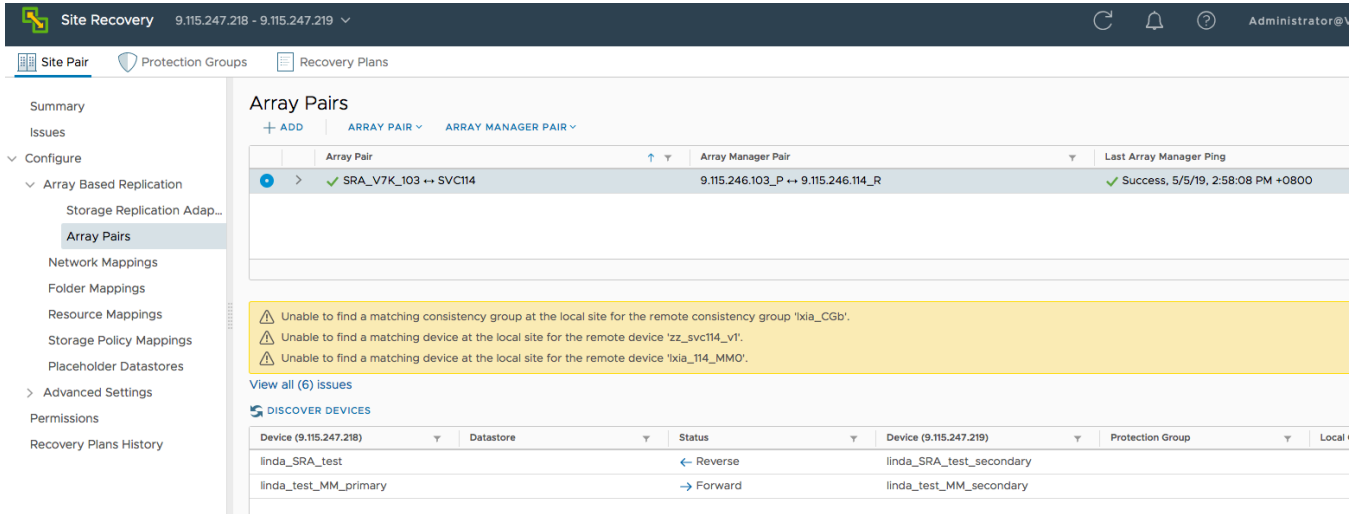 Site Recovery 9.115.247.218 - 9.115.247.219 Administrator@V
Site Pair Protection Groups Recovery Plans
Summary
Issues
Configure
Array Based Replication
Storage Replication Adap...
Array Pairs
Network Mappings
Folder Mappings
Resource Mappings
Storage Policy Mappings
Placeholder Datastores
Advanced Settings
Permissions
Recovery Plans History
Array Pairs
+ ADD ARRAY PAIR ARRAY MANAGER PAIR
Array Pair Array Manager Pair Last Array Manager Ping
SRA_V7K_103 ↔ SVC114 9.115.246.103_P ↔ 9.115.246.114_R Success, 5/5/19, 2:58:08 PM +0800
Unable to find a matching consistency group at the local site for the remote consistency group 'lxia_CGb'.
Unable to find a matching device at the local site for the remote device 'zz_svc114_v1'.
Unable to find a matching device at the local site for the remote device 'lxia_114_MM0'.
View all (6) issues
DISCOVER DEVICES
Device (9.115.247.218) Datastore Status Device (9.115.247.219) Protection Group Local
linda_SRA_test ← Reverse linda_SRA_test_secondary
linda_test_MM_primary → Forward linda_test_MM_secondary